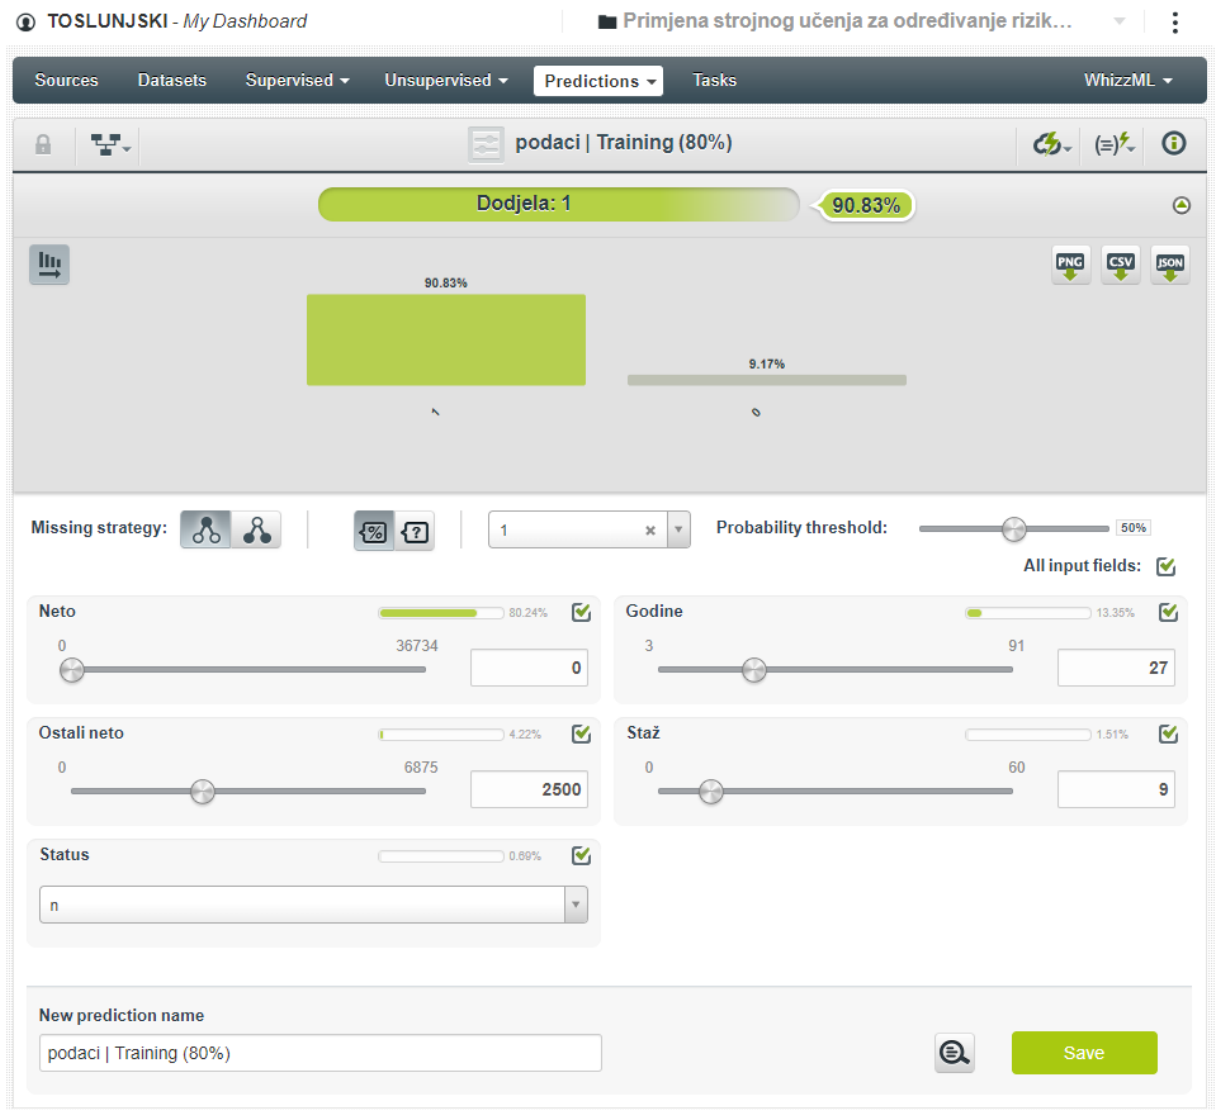 TOSLUNJSKI - My Dashboard
Primjena strojnog učenja za određivanje rizik...
Sources Datasets Supervised Unsupervised Predictions Tasks WhizzML
podaci | Training (80%)
Dodjela: 1 90.83%
PNG CSV JSON
90.83%
9.17%
1 0
Missing strategy: % ? 1 Probability threshold: 50%
All input fields:
Neto 80.24%
0 36734
0
Godine 13.35%
3 91
27
Ostali neto 4.22%
0 6875
2500
Staž 1.51%
0 60
9
Status 0.69%
n
New prediction name
podaci | Training (80%)
Save